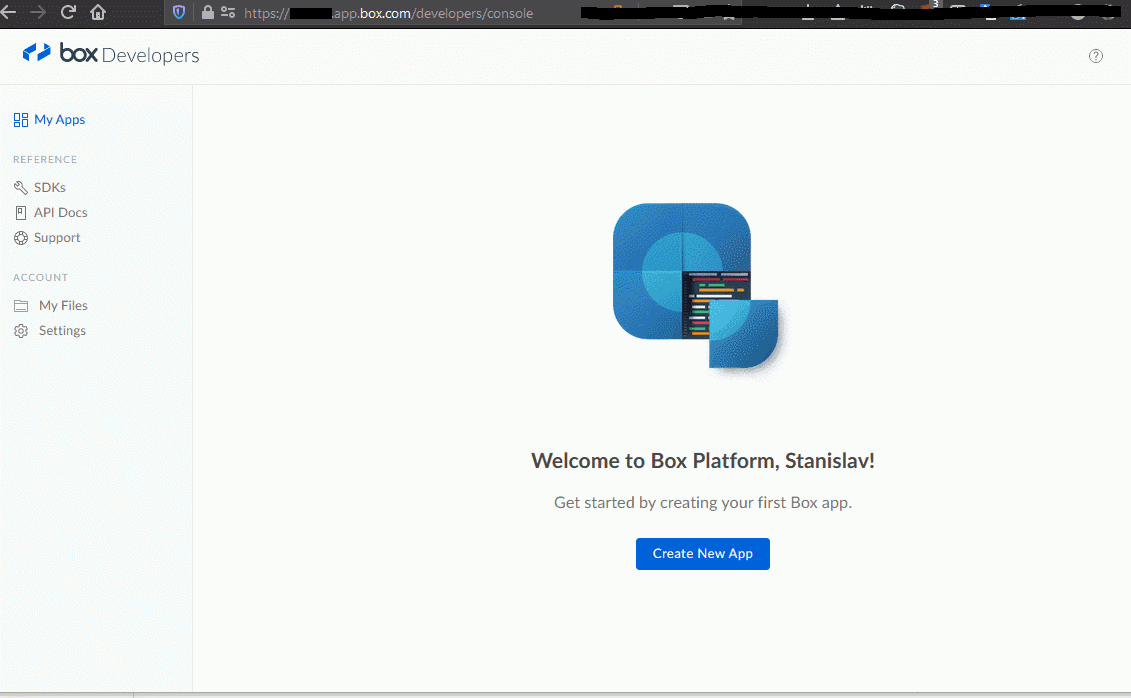 https:// .app.box.com/developers/console
3
box Developers
?
My Apps
REFERENCE
SDKs
API Docs
Support
ACCOUNT
My Files
Settings
Welcome to Box Platform, Stanislav!
Get started by creating your first Box app.
Create New App